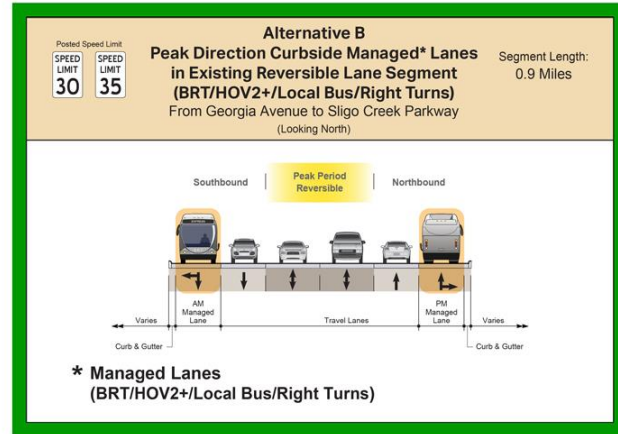 Alternative B
Peak Direction Curbside Managed* Lanes
in Existing Reversible Lane Segment
(BRT/HOV2+/Local Bus/Right Turns)
From Georgia Avenue to Sligo Creek Parkway
(Looking North)
Posted Speed Limit
SPEED
LIMIT
30
SPEED
LIMIT
35
Segment Length:
0.9 Miles
Southbound
Peak Period
Reversible
Northbound
Varies
AM
Managed
Lane
Travel Lanes
PM
Managed
Lane
Varies
Curb & Gutter
Curb & Gutter
* Managed Lanes
(BRT/HOV2+/Local Bus/Right Turns)